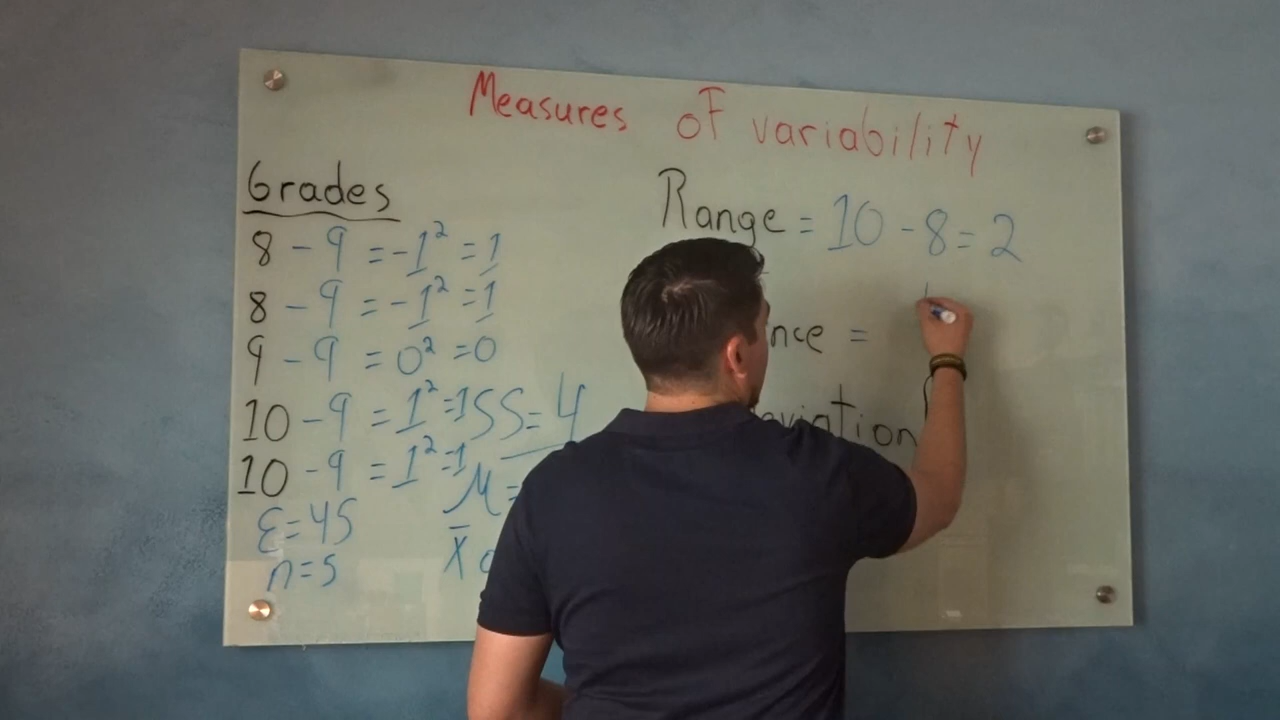 Measures of variability
Grades
8 - 9 = -1² = 1
8 - 9 = -1² = 1
9 - 9 = 0² = 0
10 - 9 = 1² = 1
10 - 9 = 1² = 1
Ɛ = 45
n = 5
SS = 4
M =
x̄
Range = 10 - 8 = 2
nce =
eviation